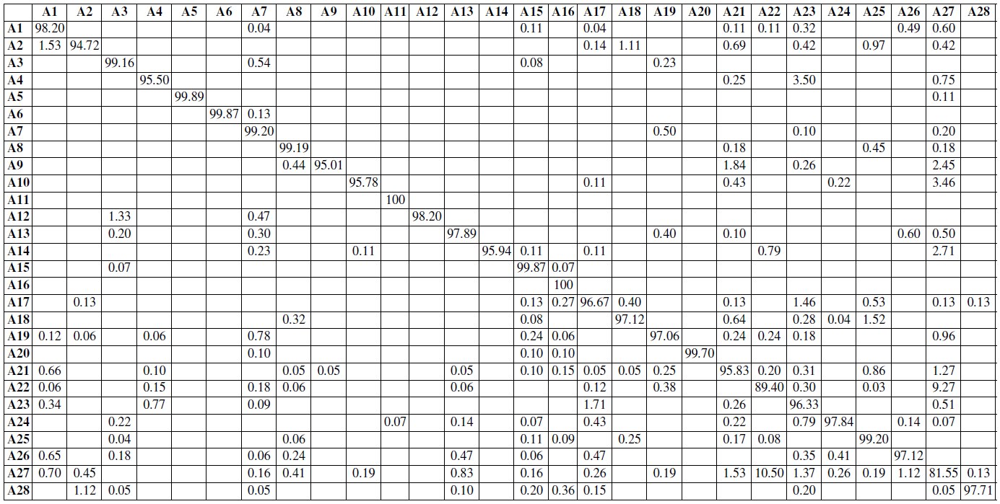 A1 A2 A3 A4 A5 A6 A7 A8 A9 A10 A11 A12 A13 A14 A15 A16 A17 A18 A19 A20 A21 A22 A23 A24 A25 A26 A27 A28
A1 98.20 0.04 0.11 0.04 0.11 0.11 0.32 0.49 0.60
A2 1.53 94.72 0.14 1.11 0.69 0.42 0.97 0.42
A3 99.16 0.54 0.08 0.23
A4 95.50 0.25 3.50 0.75
A5 99.89 0.11
A6 99.87 0.13
A7 99.20 0.50 0.10 0.20
A8 99.19 0.18 0.45 0.18
A9 0.44 95.01 1.84 0.26 2.45
A10 95.78 0.11 0.43 0.22 3.46
A11 100
A12 1.33 0.47 98.20
A13 0.20 0.30 97.89 0.40 0.10 0.60 0.50
A14 0.23 0.11 95.94 0.11 0.11 0.79 2.71
A15 0.07 99.87 0.07
A16 100
A17 0.13 0.13 0.27 96.67 0.40 0.13 1.46 0.53 0.13 0.13
A18 0.32 0.08 97.12 0.64 0.28 0.04 1.52
A19 0.12 0.06 0.06 0.78 0.24 0.06 97.06 0.24 0.24 0.18 0.96
A20 0.10 0.10 0.10 99.70
A21 0.66 0.10 0.05 0.05 0.05 0.10 0.15 0.05 0.05 0.25 95.83 0.20 0.31 0.86 1.27
A22 0.06 0.15 0.18 0.06 0.06 0.12 0.38 89.40 0.30 0.03 9.27
A23 0.34 0.77 0.09 1.71 0.26 96.33 0.51
A24 0.22 0.07 0.14 0.07 0.43 0.22 0.79 97.84 0.14 0.07
A25 0.04 0.06 0.11 0.09 0.25 0.17 0.08 99.20
A26 0.65 0.18 0.06 0.24 0.47 0.06 0.47 0.35 0.41 97.12
A27 0.70 0.45 0.16 0.41 0.19 0.83 0.16 0.26 0.19 1.53 10.50 1.37 0.26 0.19 1.12 81.55 0.13
A28 1.12 0.05 0.05 0.10 0.20 0.36 0.15 0.20 0.05 97.71